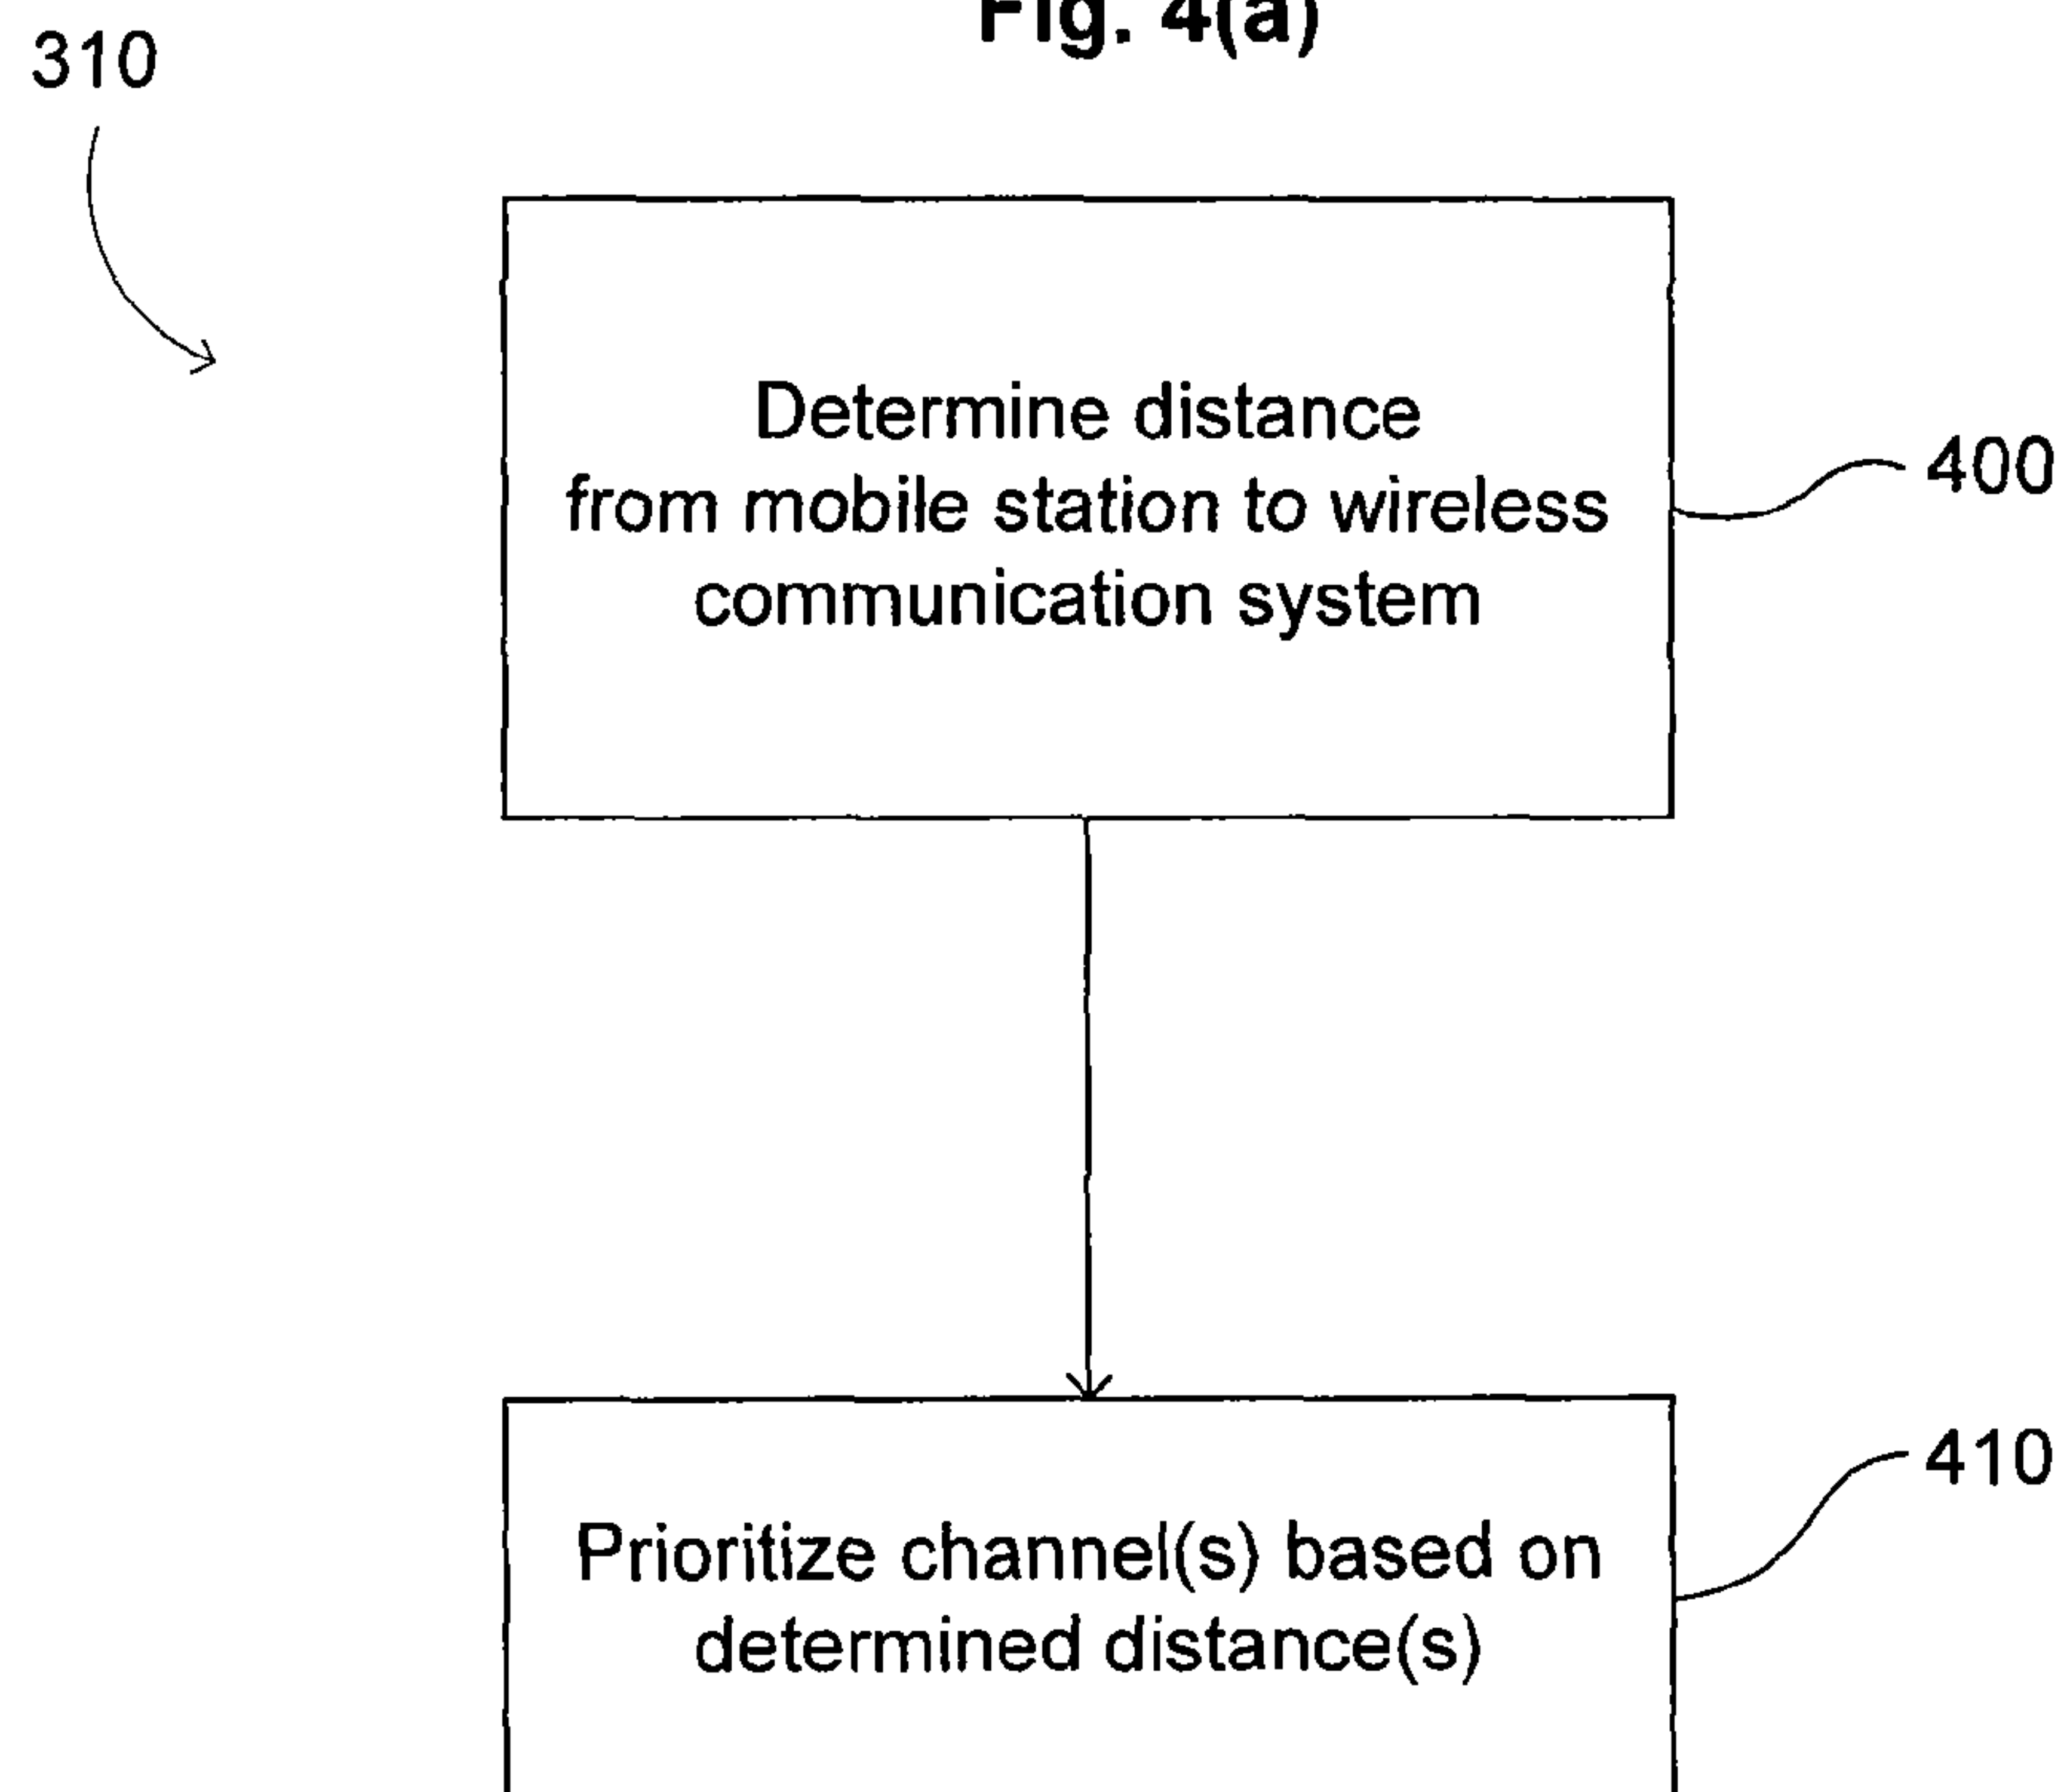 Fig. 4(a)
310
Determine distance
from mobile station to wireless
communication system
400
410
Prioritize channel(s) based on
determined distance(s)